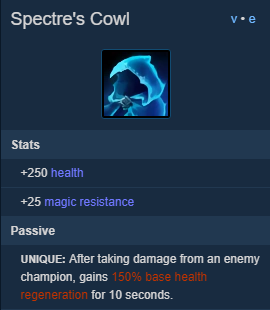 Spectre's Cowl
v • e
Stats
+250 health
+25 magic resistance
Passive
UNIQUE: After taking damage from an enemy
champion, gains 150% base health
regeneration for 10 seconds.